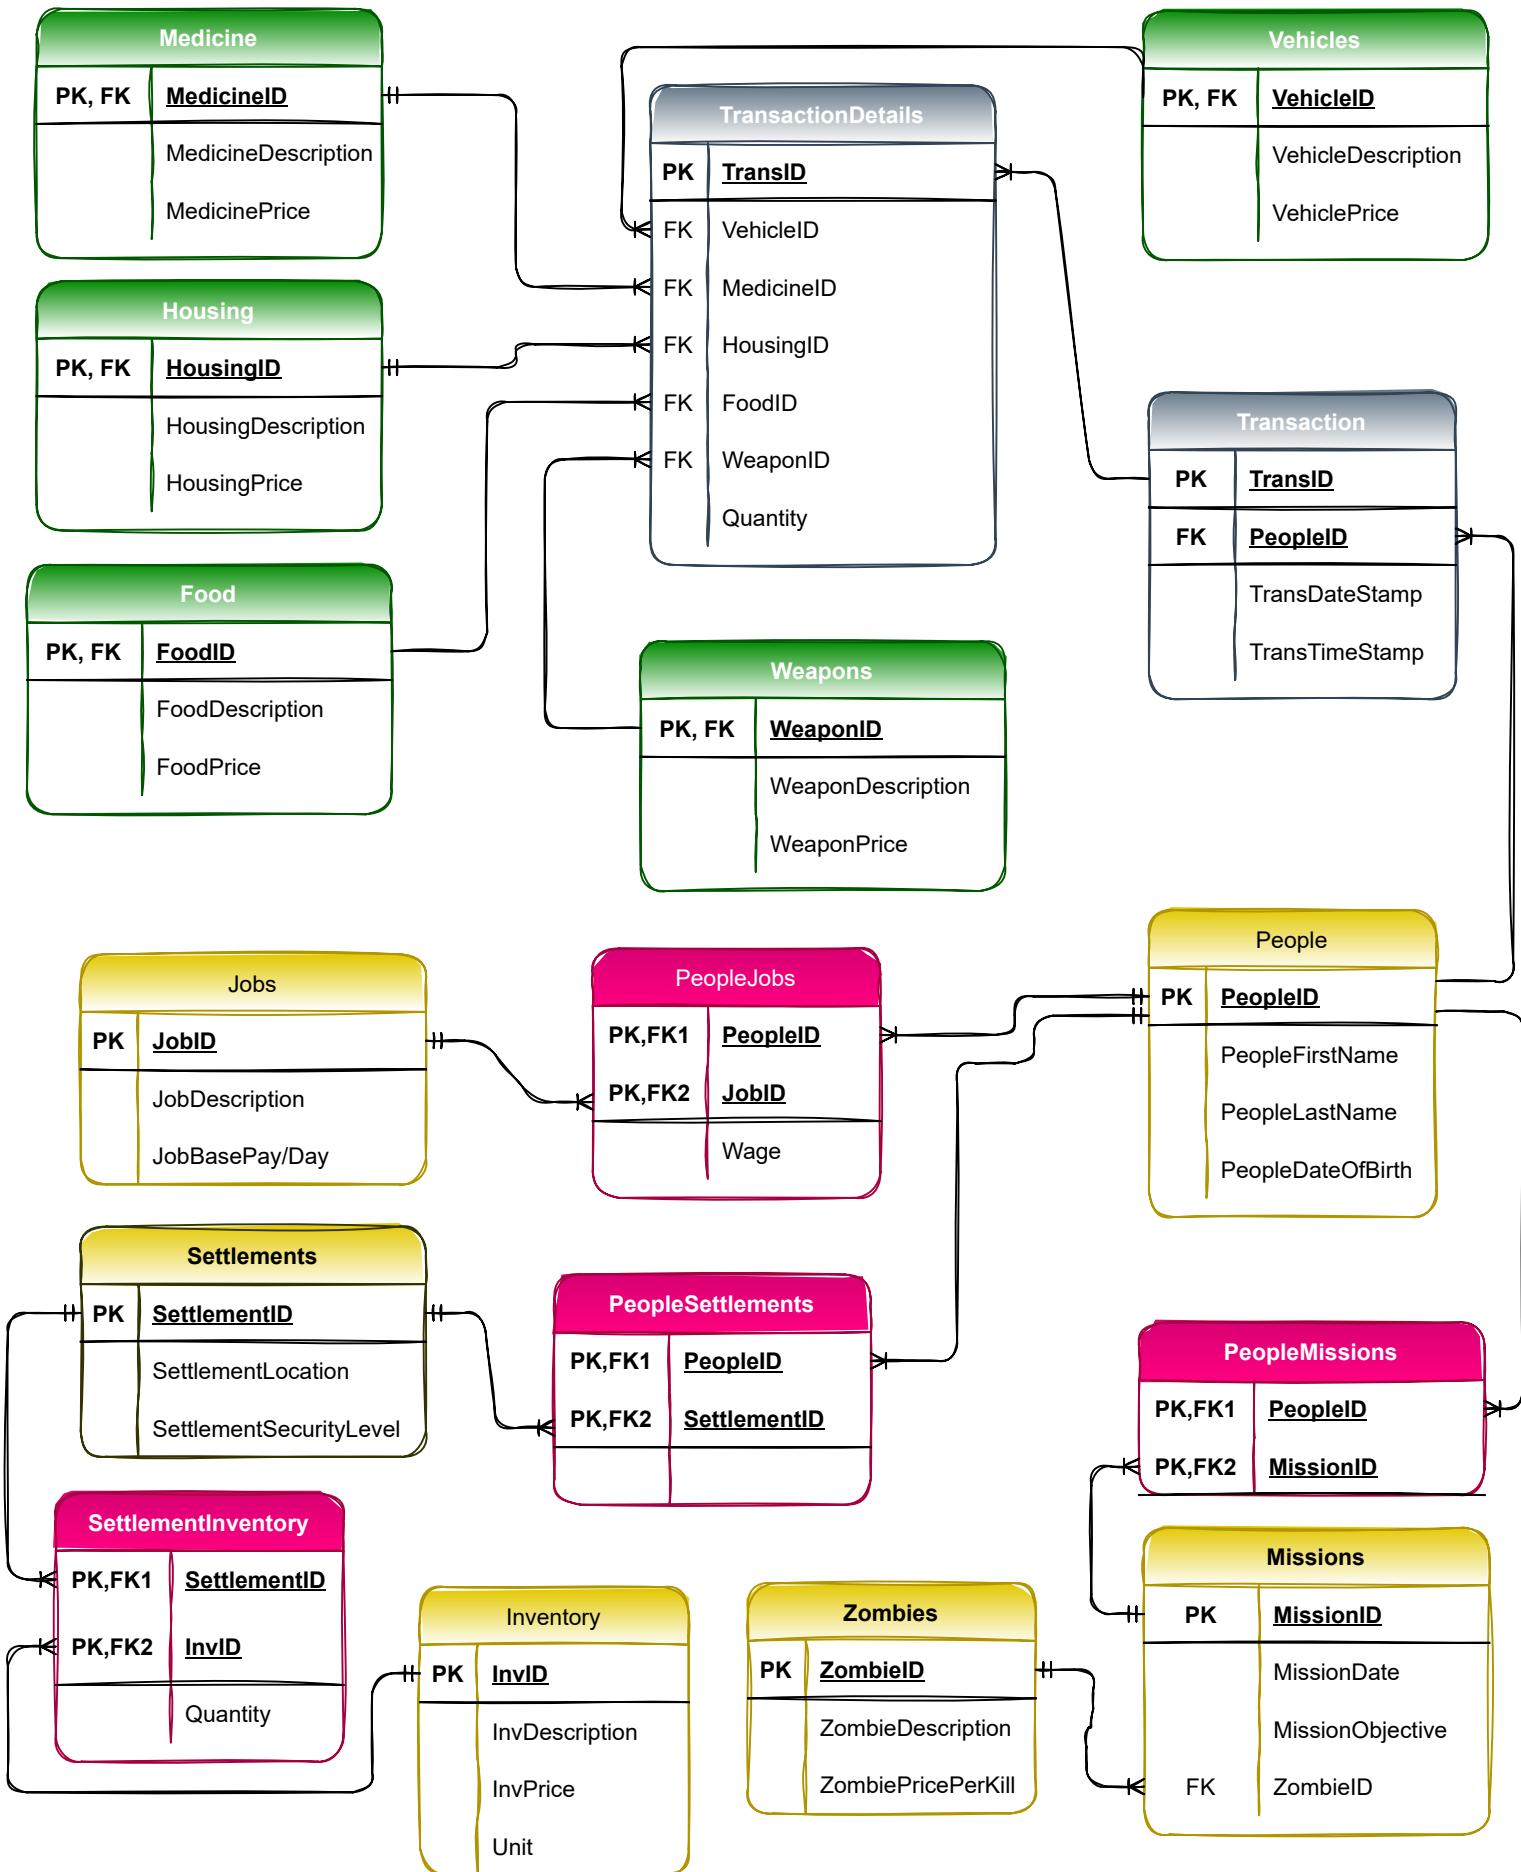 Medicine
PK, FK MedicineID
MedicineDescription
MedicinePrice
Vehicles
PK, FK VehicleID
VehicleDescription
VehiclePrice
TransactionDetails
PK TransID
FK VehicleID
FK MedicineID
FK HousingID
FK FoodID
FK WeaponID
Quantity
Housing
PK, FK HousingID
HousingDescription
HousingPrice
Transaction
PK TransID
FK PeopleID
TransDateStamp
TransTimeStamp
Food
PK, FK FoodID
FoodDescription
FoodPrice
Weapons
PK, FK WeaponID
WeaponDescription
WeaponPrice
Jobs
PK JobID
JobDescription
JobBasePay/Day
PeopleJobs
PK,FK1 PeopleID
PK,FK2 JobID
Wage
People
PK PeopleID
PeopleFirstName
PeopleLastName
PeopleDateOfBirth
Settlements
PK SettlementID
SettlementLocation
SettlementSecurityLevel
PeopleSettlements
PK,FK1 PeopleID
PK,FK2 SettlementID
PeopleMissions
PK,FK1 PeopleID
PK,FK2 MissionID
SettlementInventory
PK,FK1 SettlementID
PK,FK2 InvID
Quantity
Inventory
PK InvID
InvDescription
InvPrice
Unit
Zombies
PK ZombieID
ZombieDescription
ZombiePricePerKill
Missions
PK MissionID
MissionDate
MissionObjective
FK ZombieID